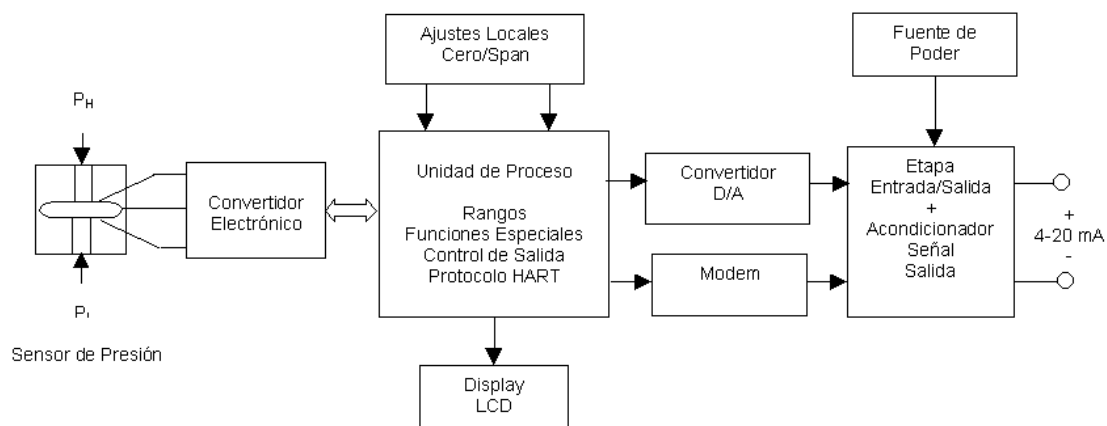 Ajustes Locales
Cero/Span
Fuente de
Poder
P_H
Unidad de Proceso
Rangos
Funciones Especiales
Control de Salida
Protocolo HART
Convertidor
Electrónico
Convertidor
D/A
Modem
Etapa
Entrada/Salida
+
Acondicionador
Señal
Salida
+
4-20 mA
-
Sensor de Presión
Display
LCD